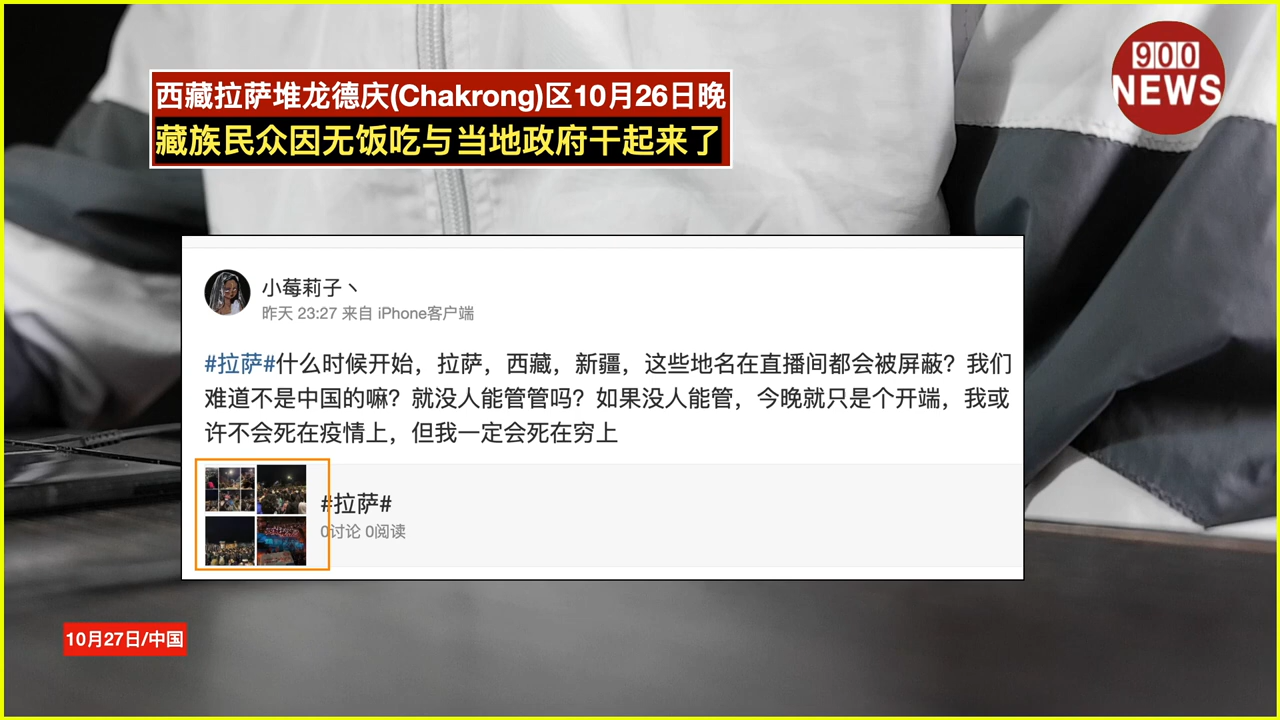 900
NEWS
西藏拉萨堆龙德庆(Chakrong)区10月26日晚
藏族民众因无饭吃与当地政府干起来了
小莓莉子丶
昨天 23:27 来自 iPhone客户端
#拉萨#什么时候开始，拉萨，西藏，新疆，这些地名在直播间都会被屏蔽？我们
难道不是中国的嘛？就没人能管管吗？如果没人能管，今晚就只是个开端，我或
许不会死在疫情上，但我一定会死在穷上
#拉萨#
0讨论 0阅读
10月27日/中国